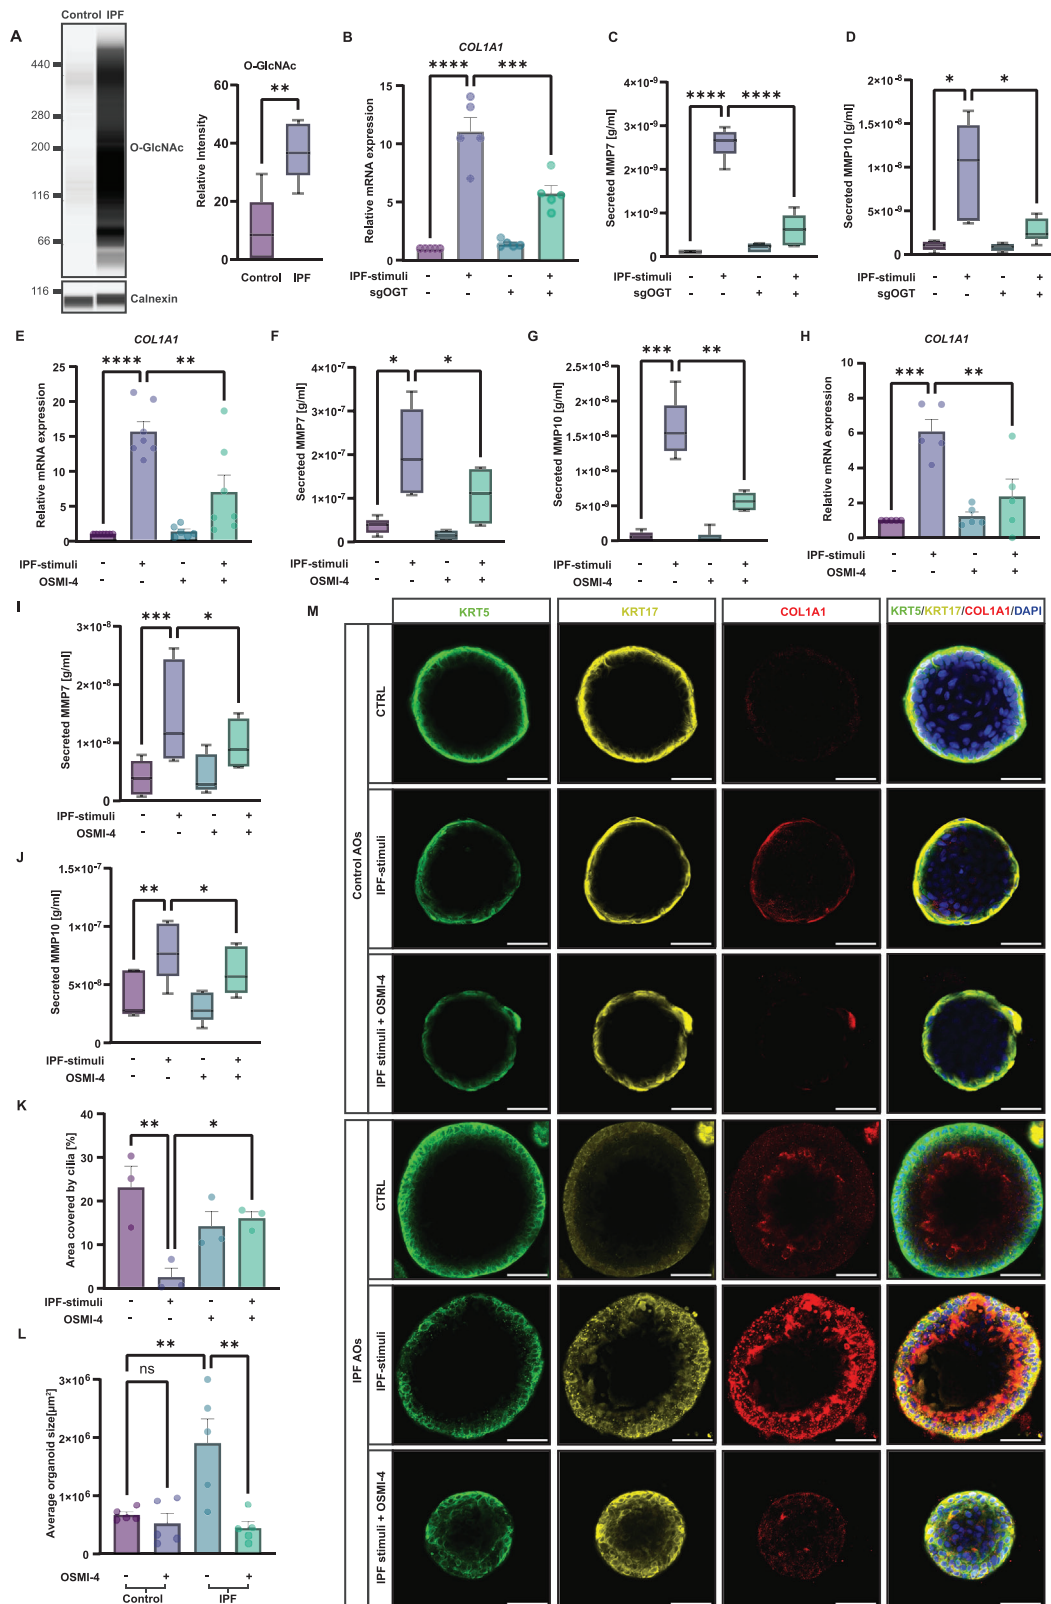 A
Control IPF
440
280
200
116
66
116
O-GlcNAc
Calnexin
O-GlcNAc
Relative Intensity
60
40
20
0
**
Control IPF
B
COL1A1
Relative mRNA expression
15
10
5
0
**** ***
IPF-stimuli - + - +
sgOGT - - + +
C
Secreted MMP7 [g/ml]
4×10-9
3×10-9
2×10-9
1×10-9
0
**** ****
IPF-stimuli - + - +
sgOGT - - + +
D
Secreted MMP10 [g/ml]
2×10-8
1.5×10-8
1×10-8
5×10-9
0
* *
IPF-stimuli - + - +
sgOGT - - + +
E
COL1A1
Relative mRNA expression
25
20
15
10
5
0
**** **
IPF-stimuli - + - +
OSMI-4 - - + +
F
Secreted MMP7 [g/ml]
4×10-7
3×10-7
2×10-7
1×10-7
0
* *
IPF-stimuli - + - +
OSMI-4 - - + +
G
Secreted MMP10 [g/ml]
2.5×10-8
2×10-8
1.5×10-8
1×10-8
5×10-9
0
*** **
IPF-stimuli - + - +
OSMI-4 - - + +
H
COL1A1
Relative mRNA expression
10
8
6
4
2
0
*** **
IPF-stimuli - + - +
OSMI-4 - - + +
I
Secreted MMP7 [g/ml]
3×10-8
2×10-8
1×10-8
0
*** *
IPF-stimuli - + - +
OSMI-4 - - + +
J
Secreted MMP10 [g/ml]
1.5×10-7
1×10-7
5×10-8
0
** *
IPF-stimuli - + - +
OSMI-4 - - + +
K
Area covered by cilia [%]
40
30
20
10
0
** *
IPF-stimuli - + - +
OSMI-4 - - + +
L
Average organoid size[µm²]
3×10⁶
2×10⁶
1×10⁶
0
** **
ns
OSMI-4 - + - +
Control IPF
M
KRT5 KRT17 COL1A1 KRT5/KRT17/COL1A1/DAPI
Control AOs
CTRL
IPF-stimuli
IPF stimuli + OSMI-4
IPF AOs
CTRL
IPF-stimuli
IPF stimuli + OSMI-4